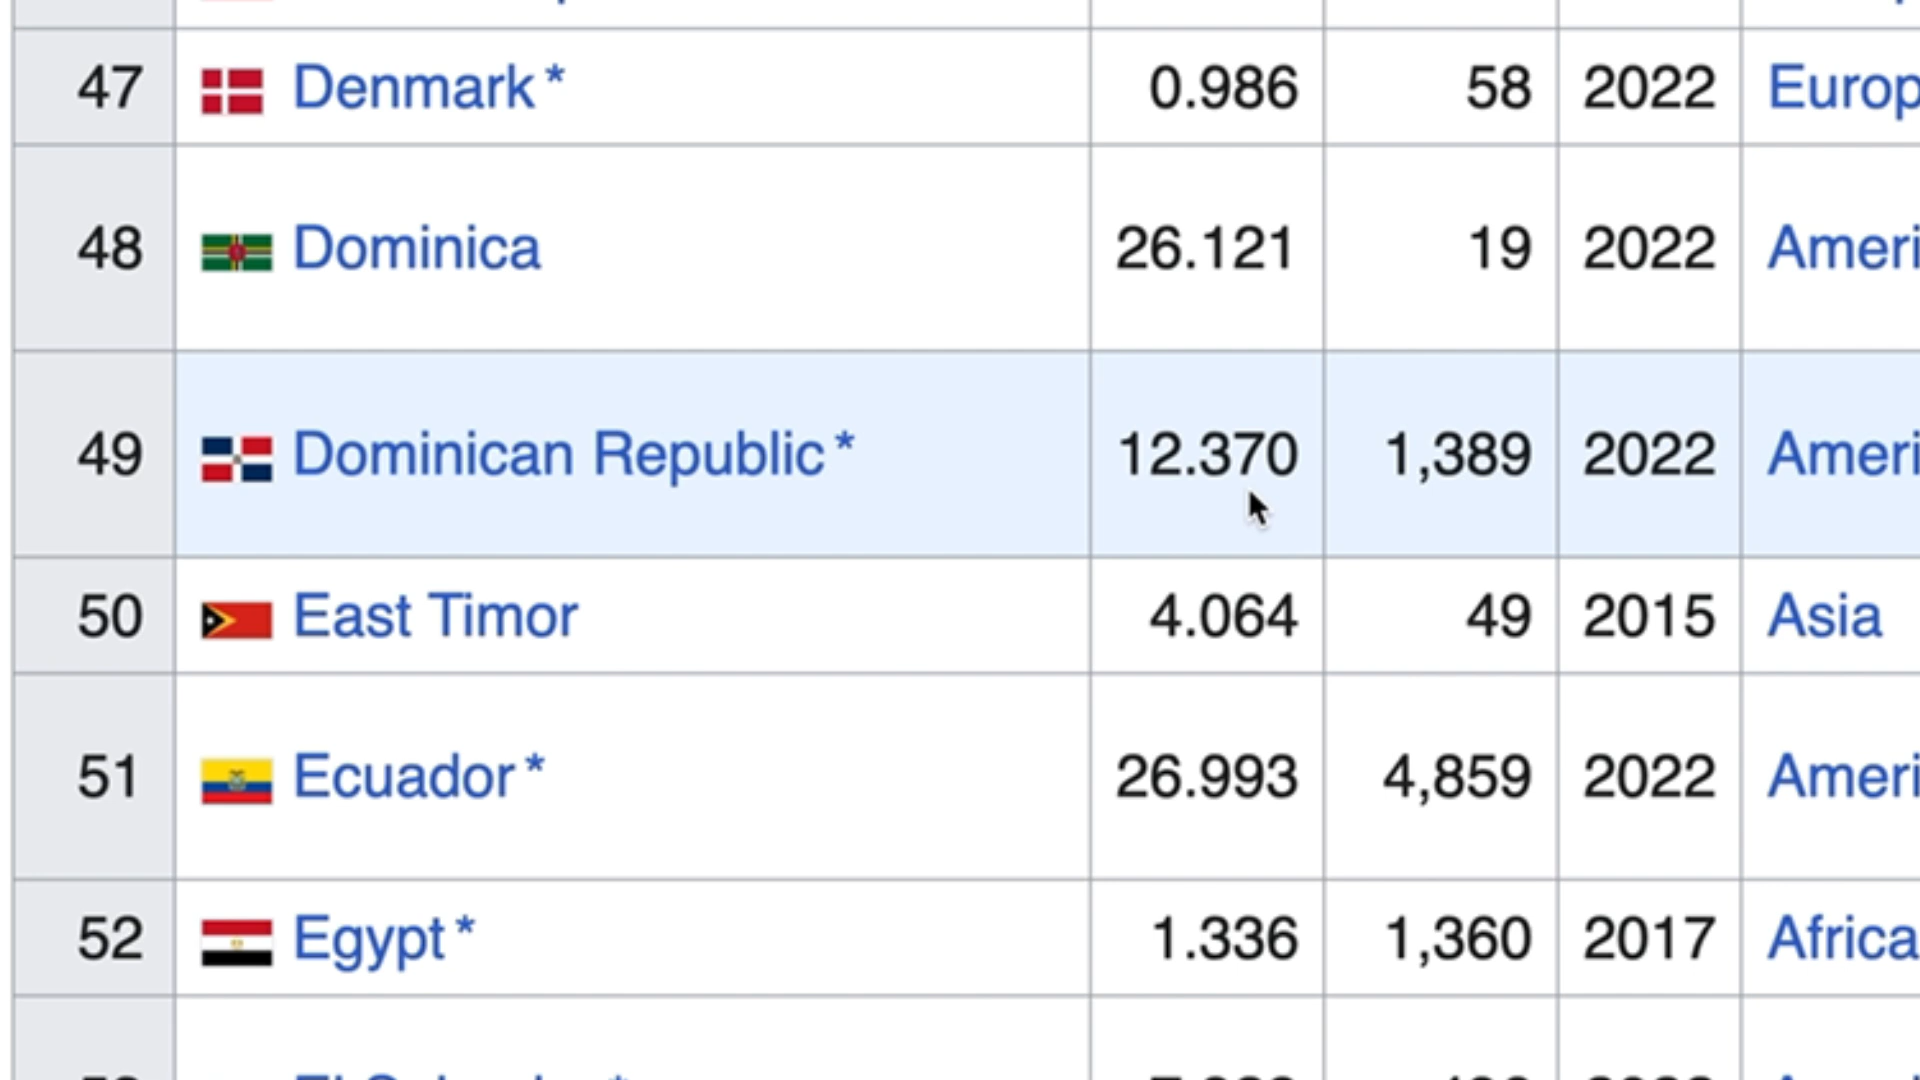 47 Denmark * 0.986 58 2022 Europ
48 Dominica 26.121 19 2022 Ameri
49 Dominican Republic * 12.370 1,389 2022 Ameri
50 East Timor 4.064 49 2015 Asia
51 Ecuador * 26.993 4,859 2022 Ameri
52 Egypt * 1.336 1,360 2017 Africa